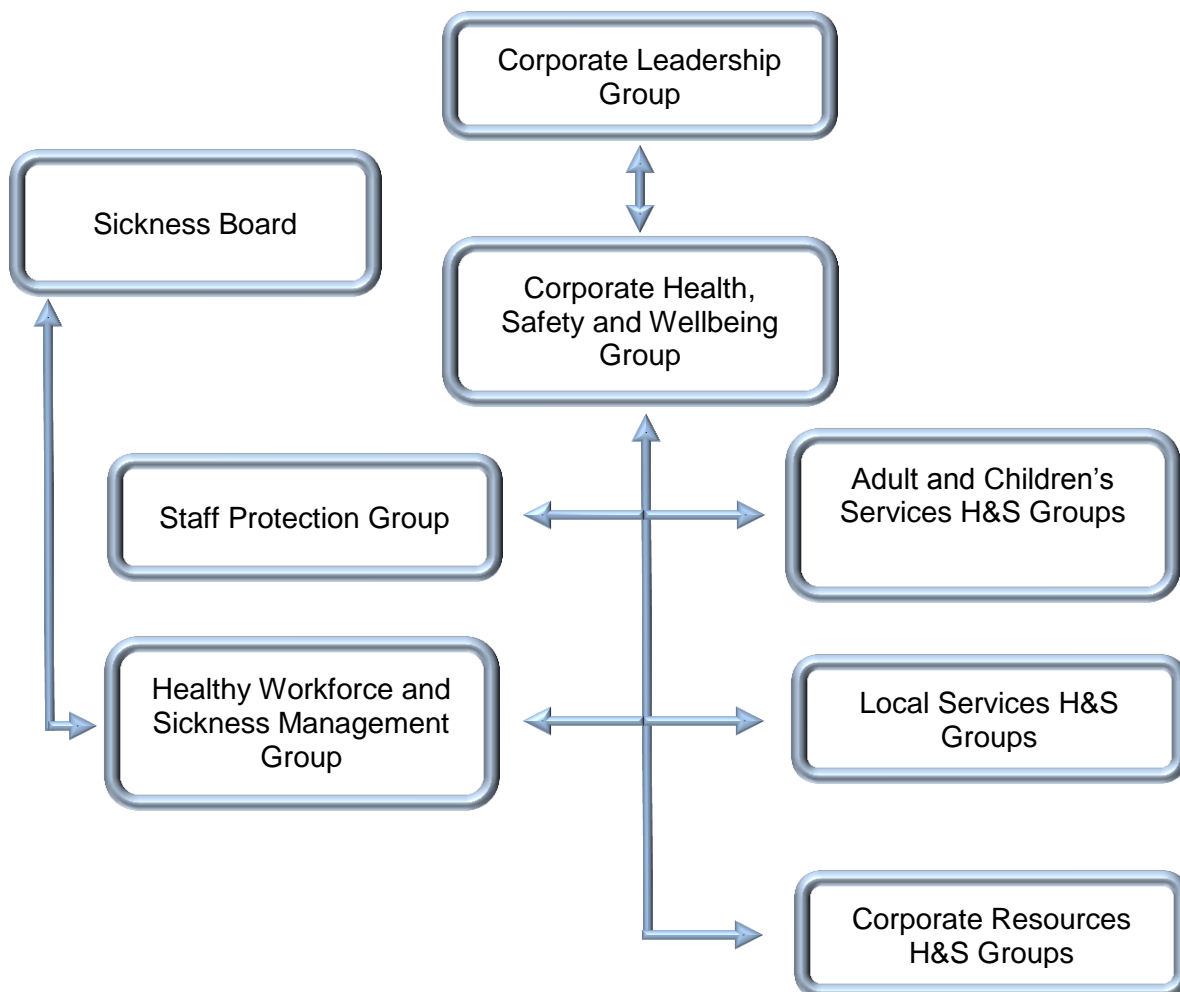 Corporate Leadership
Group
Sickness Board
Corporate Health,
Safety and Wellbeing
Group
Staff Protection Group
Adult and Children’s
Services H&S Groups
Healthy Workforce and
Sickness Management
Group
Local Services H&S
Groups
Corporate Resources
H&S Groups